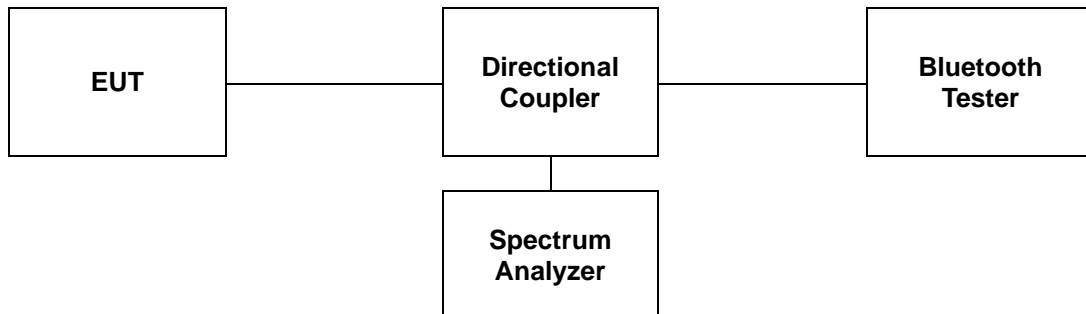 EUT
Directional
Coupler
Bluetooth
Tester
Spectrum
Analyzer